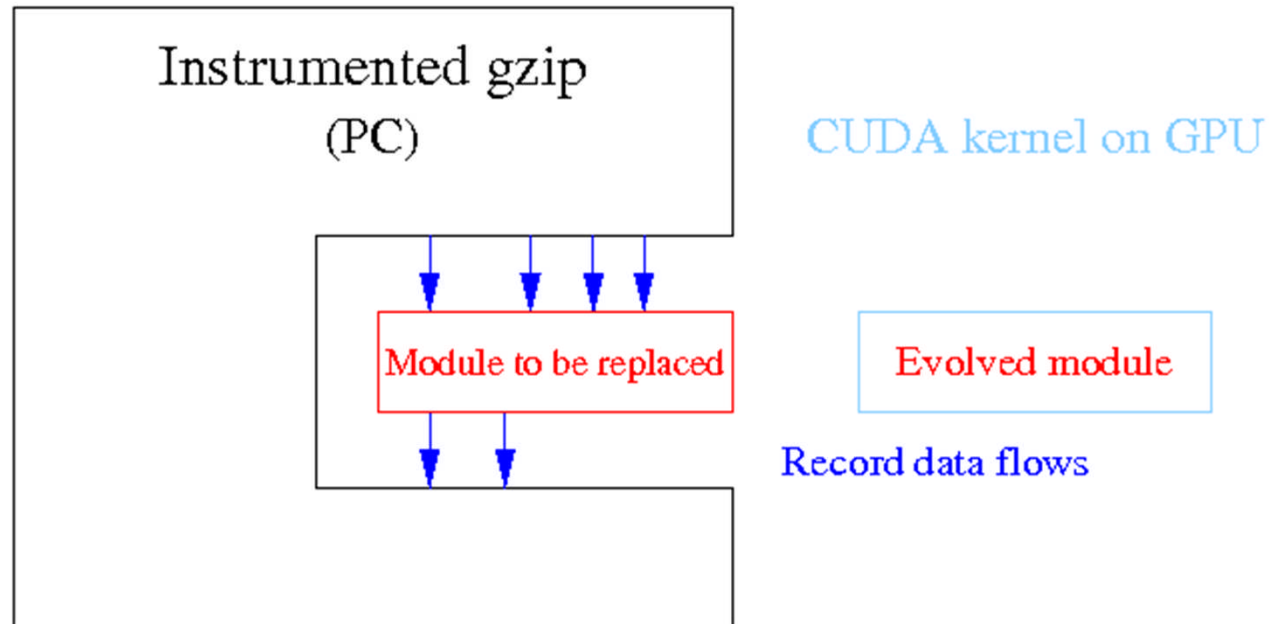 Instrumented gzip
(PC)
CUDA kernel on GPU
Module to be replaced
Evolved module
Record data flows